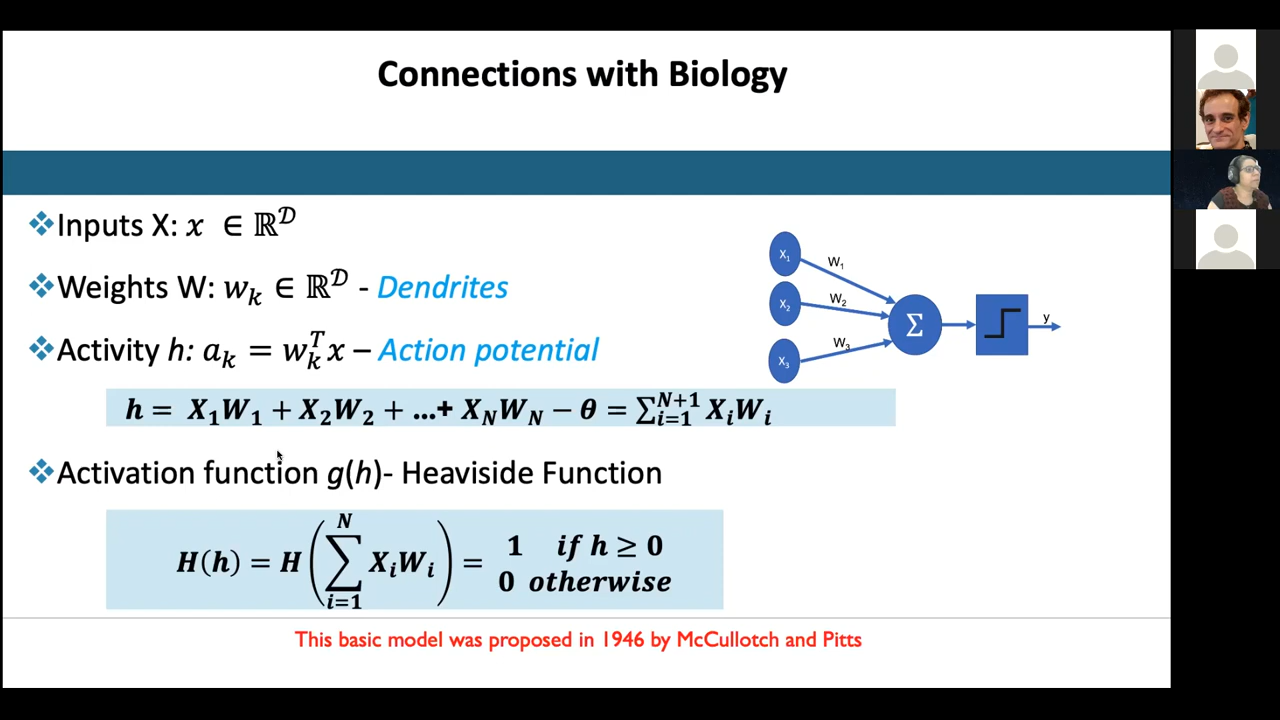 Connections with Biology
❖Inputs X: x ∈ ℝ^𝒟
❖Weights W: w_k ∈ ℝ^𝒟 - Dendrites
❖Activity h: a_k = w_k^T x – Action potential
h = X_1W_1 + X_2W_2 + ...+ X_NW_N − θ = ∑_{i=1}^{N+1} X_iW_i
❖Activation function g(h)- Heaviside Function
H(h) = H(∑_{i=1}^{N} X_iW_i) = 1 if h ≥ 0
0 otherwise
This basic model was proposed in 1946 by McCullotch and Pitts
X_1
W_1
X_2
W_2
X_3
W_3
Σ
y